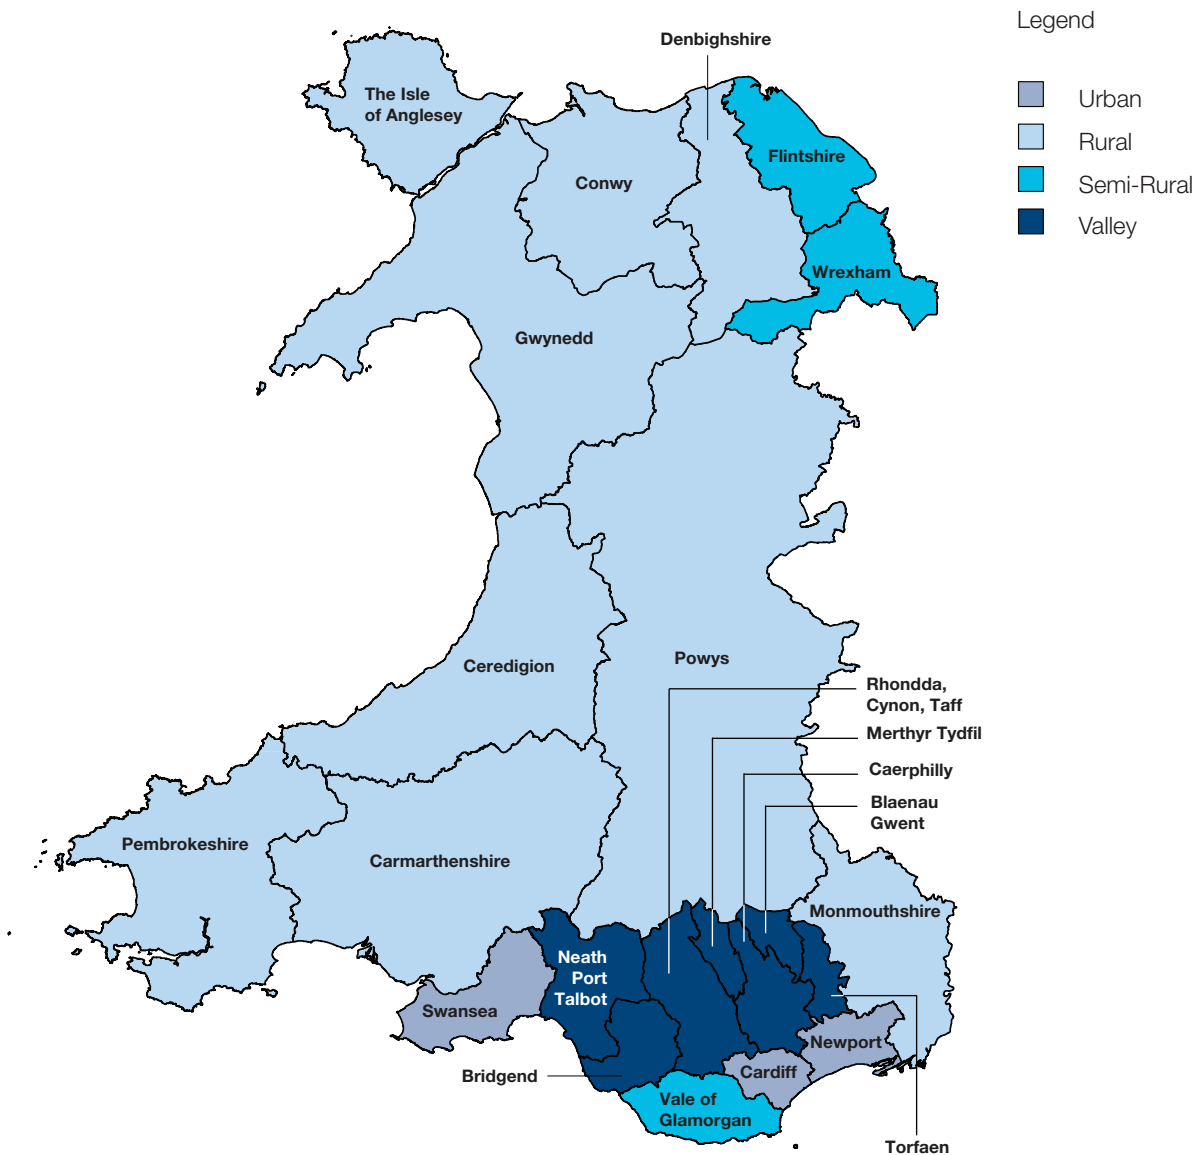 Legend
Urban
Rural
Semi-Rural
Valley
Denbighshire
The Isle
of Anglesey
Flintshire
Conwy
Wrexham
Gwynedd
Ceredigion
Powys
Rhondda,
Cynon, Taff
Merthyr Tydfil
Caerphilly
Blaenau
Gwent
Pembrokeshire
Carmarthenshire
Monmouthshire
Neath
Port
Talbot
Swansea
Newport
Cardiff
Bridgend
Vale of
Glamorgan
Torfaen